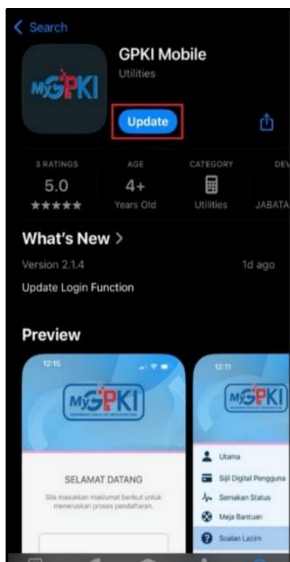 Search
MyGPKI
GPKI Mobile
Utilities
Update
3 RATINGS AGE CATEGORY DEV
5.0 4+
Years Old Utilities JABATA
What's New >
Version 2.1.4 1d ago
Update Login Function
Preview
12:15
MyGPKI
SELAMAT DATANG
Sila masukkan maklumat berikut untuk
meneruskan proses pendaftaran.
12:11
MyGPKI
Utama
Sijil Digital Pengguna
Semakan Status
Meja Bantuan
Soalan Lazim